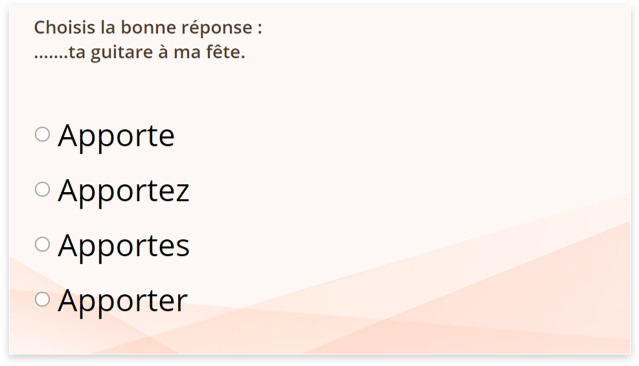 Choisis la bonne réponse :
.......ta guitare à ma fête.
Apporte
Apportez
Apportes
Apporter